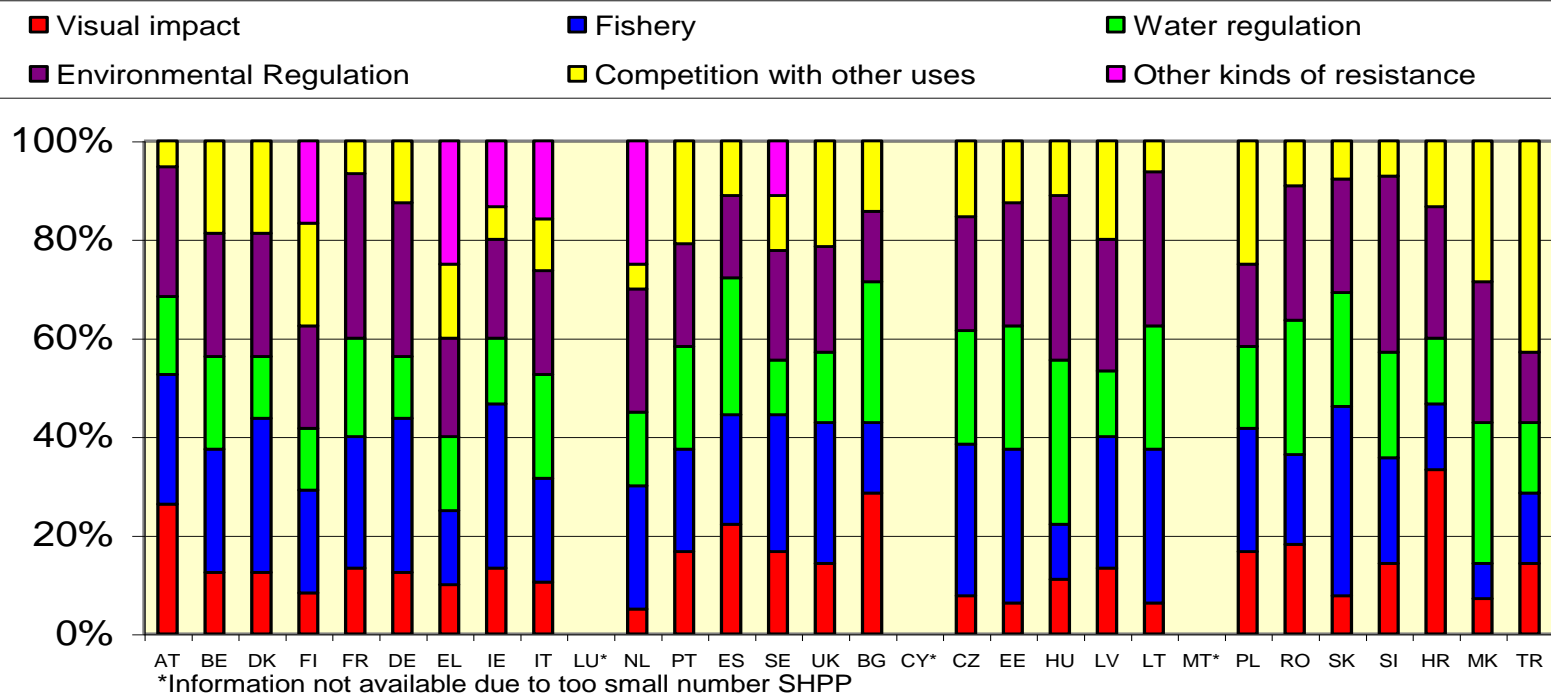 Visual impact Fishery Water regulation
Environmental Regulation Competition with other uses Other kinds of resistance
100%
80%
60%
40%
20%
0%
AT BE DK FI FR DE EL IE IT LU* NL PT ES SE UK BG CY* CZ EE HU LV LT MT* PL RO SK SI HR MK TR
*Information not available due to too small number SHPP